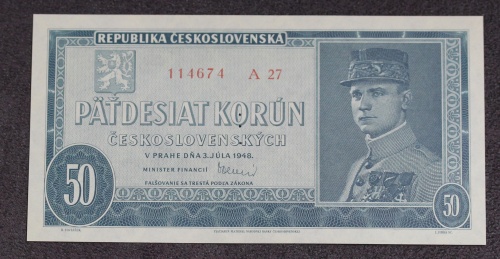 REPUBLIKA ČESKOSLOVENSKÁ
114674 A 27
PÄŤDESIAT KORÚN
ČESKOSLOVENSKÝCH
V PRAHE DŇA 3. JÚLA 1948.
MINISTER FINANCIÍ
FALŠOVANIE SA TRESTÁ PODĽA ZÁKONA
50
50